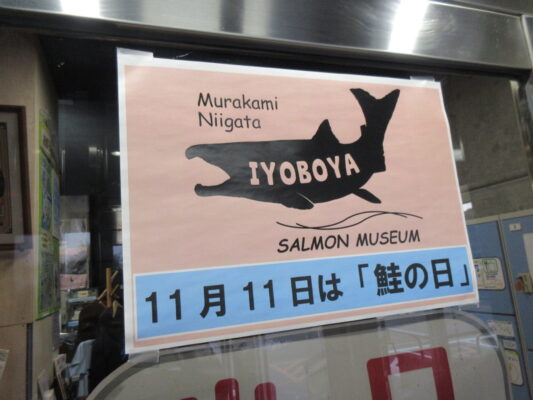 Murakami
Niigata
IYOBOYA
SALMON MUSEUM
11月11日は「鮭の日」